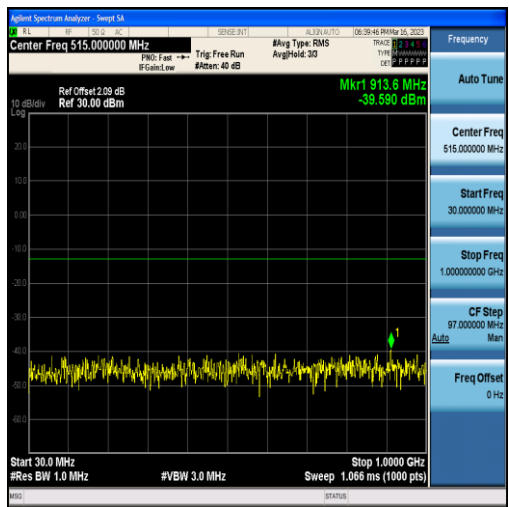 Agilent Spectrum Analyzer - Swept SA
RL RF 50 Ω AC SENSE:INT ALIGNAUTO 06:39:46 PM Mar 16, 2023
Center Freq 515.000000 MHz
PNO: Fast
IFGain:Low
Trig: Free Run
#Atten: 40 dB
#Avg Type: RMS
Avg|Hold: 3/3
TRACE 1 2 3 4 5 6
TYPE
DET P P P P P P
Frequency
Mkr1 913.6 MHz
-39.590 dBm
Ref Offset 2.09 dB
10 dB/div Ref 30.00 dBm
Log
20.0
10.0
0.00
-10.0
-20.0
-30.0
-40.0
-50.0
-60.0
1
Start 30.0 MHz Stop 1.0000 GHz
#Res BW 1.0 MHz #VBW 3.0 MHz Sweep 1.066 ms (1000 pts)
MSG STATUS
Auto Tune
Center Freq
515.000000 MHz
Start Freq
30.000000 MHz
Stop Freq
1.000000000 GHz
CF Step
97.000000 MHz
Auto Man
Freq Offset
0 Hz